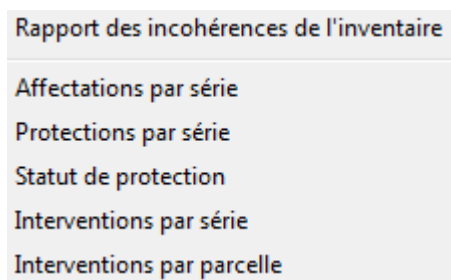 Rapport des incohérences de l'inventaire
Affectations par série
Protections par série
Statut de protection
Interventions par série
Interventions par parcelle